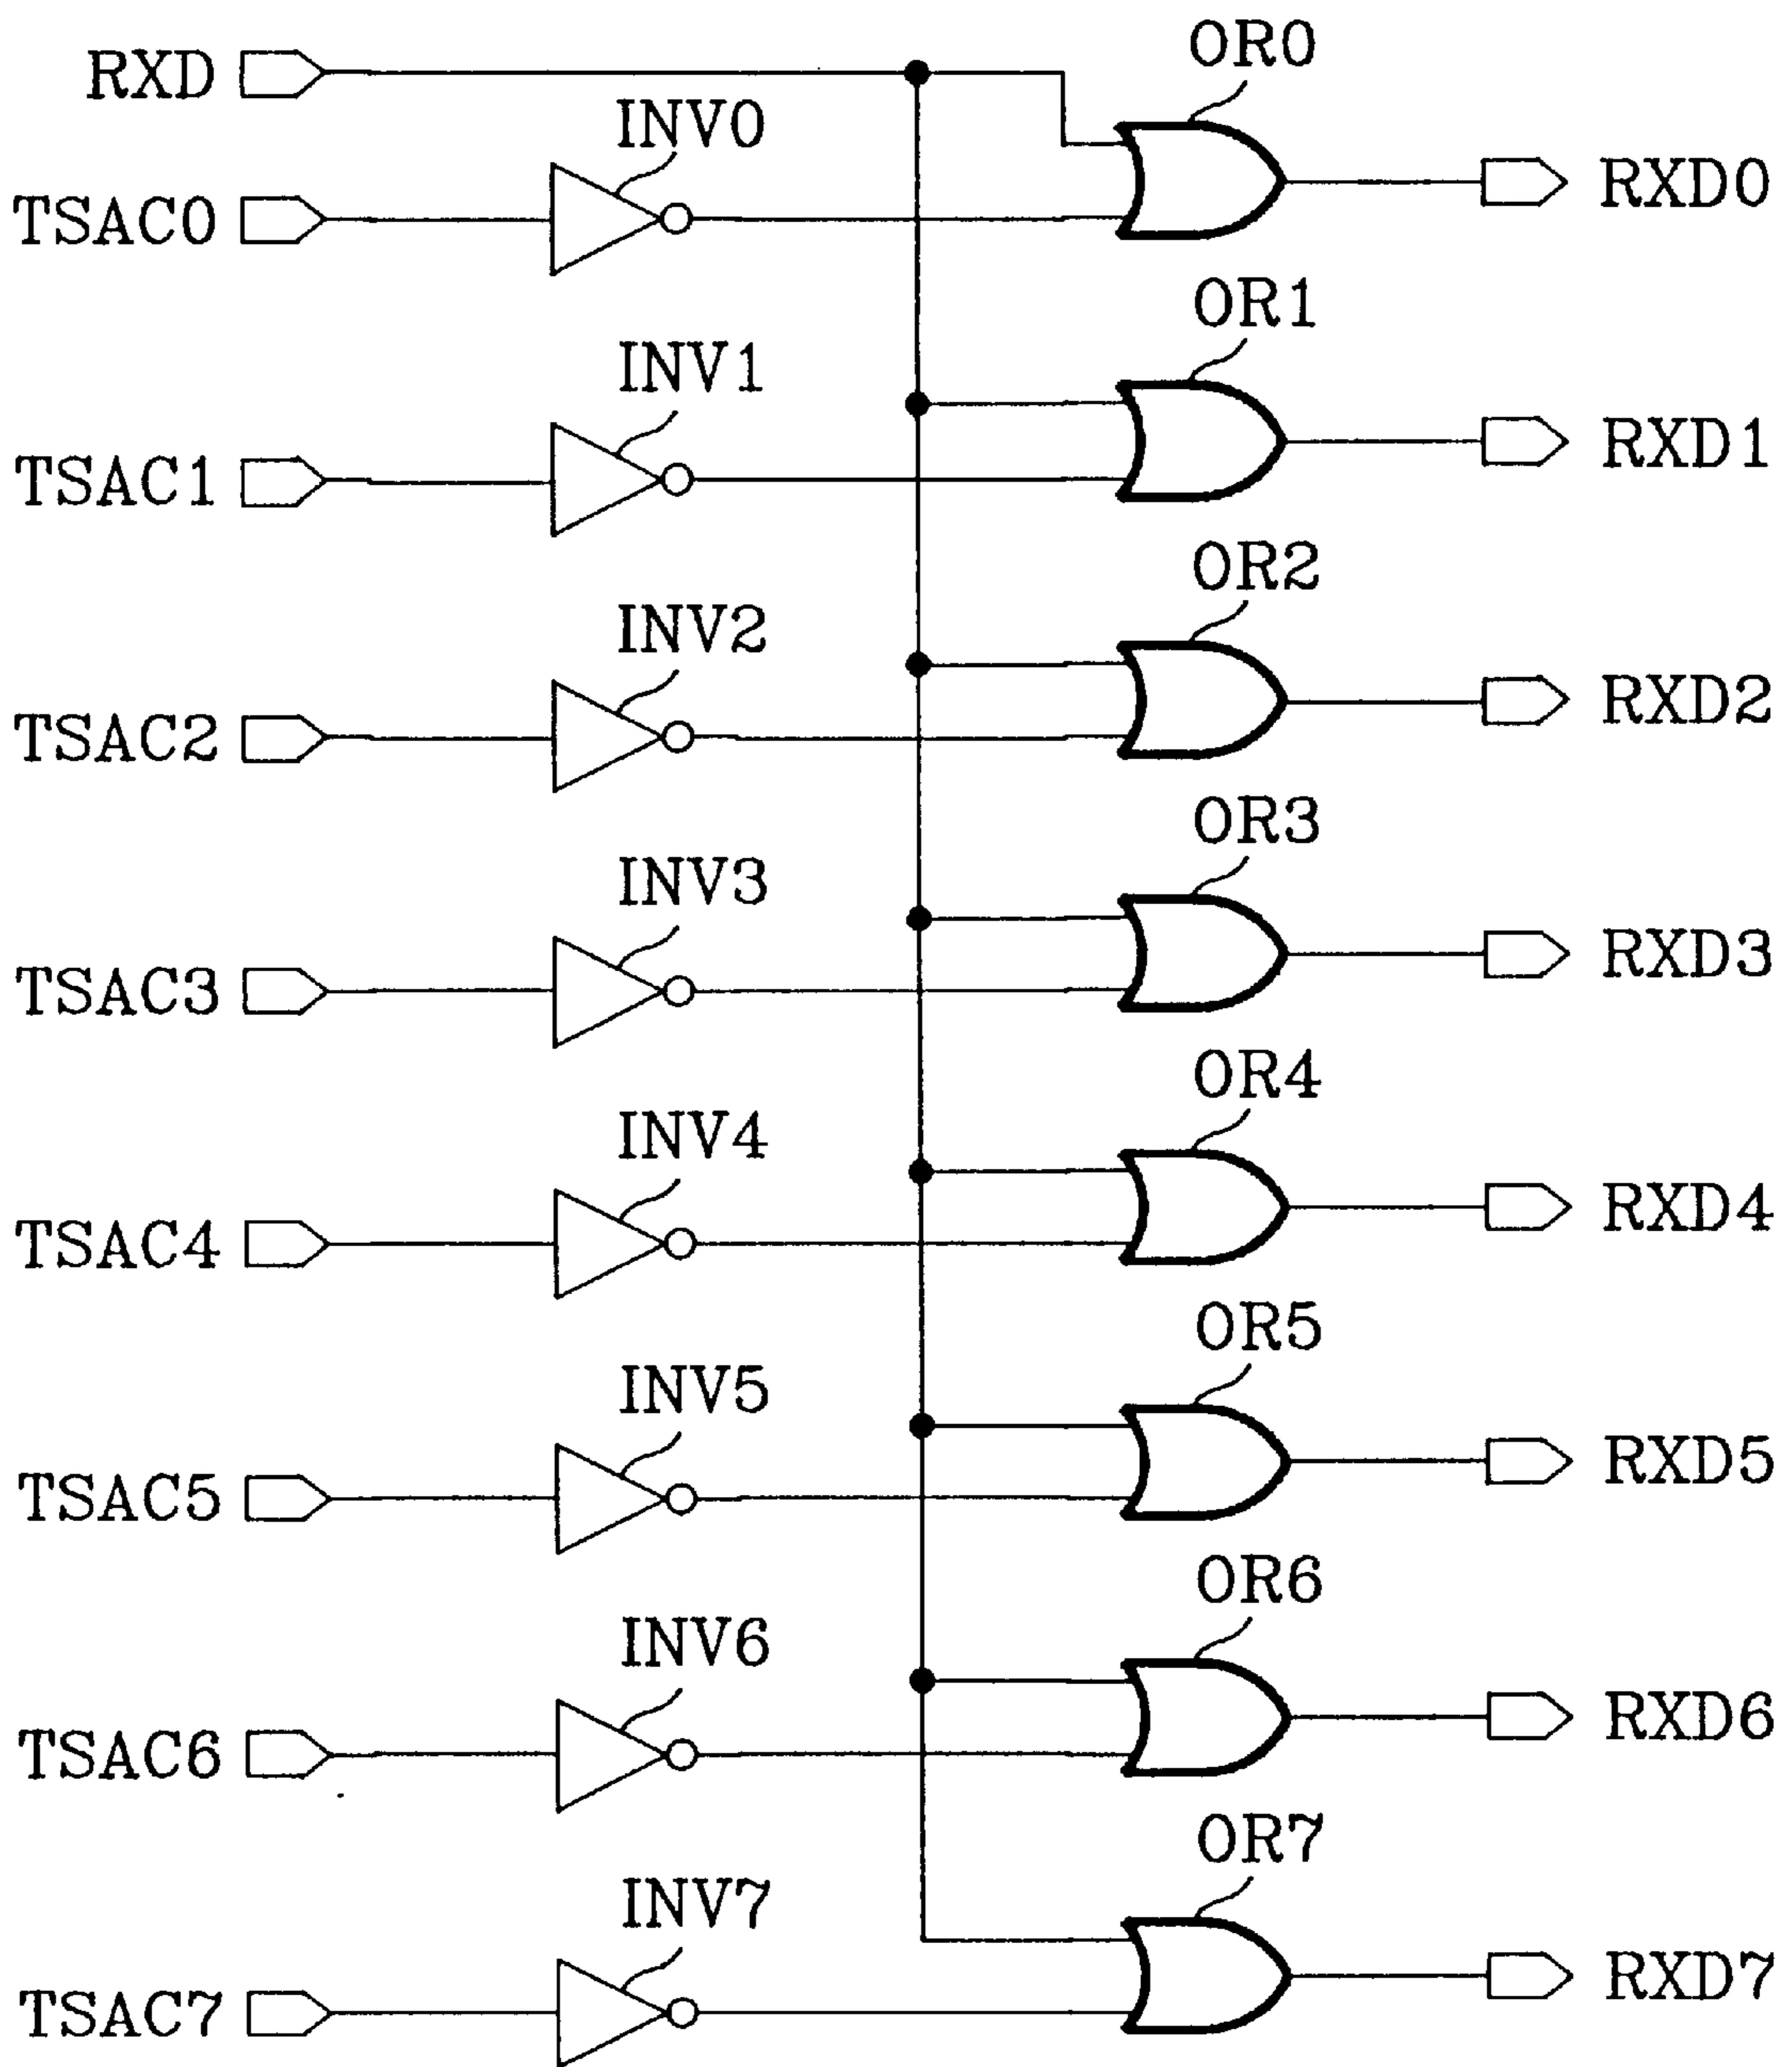 OR0
RXD
INV0
RXD0
TSAC0
OR1
INV1
RXD1
TSAC1
OR2
INV2
RXD2
TSAC2
OR3
INV3
RXD3
TSAC3
OR4
INV4
RXD4
TSAC4
OR5
INV5
RXD5
TSAC5
OR6
INV6
RXD6
TSAC6
OR7
INV7
RXD7
TSAC7